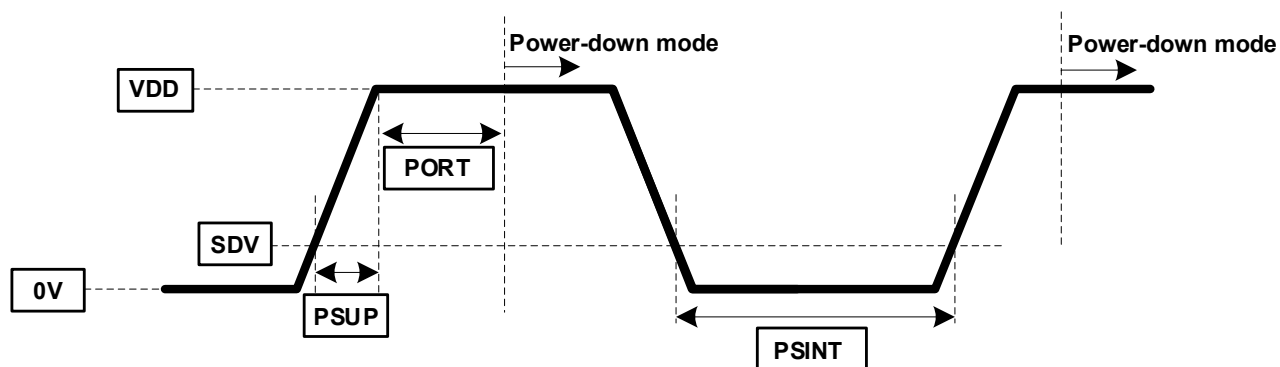 Power-down mode
Power-down mode
VDD
PORT
SDV
0V
PSUP
PSINT